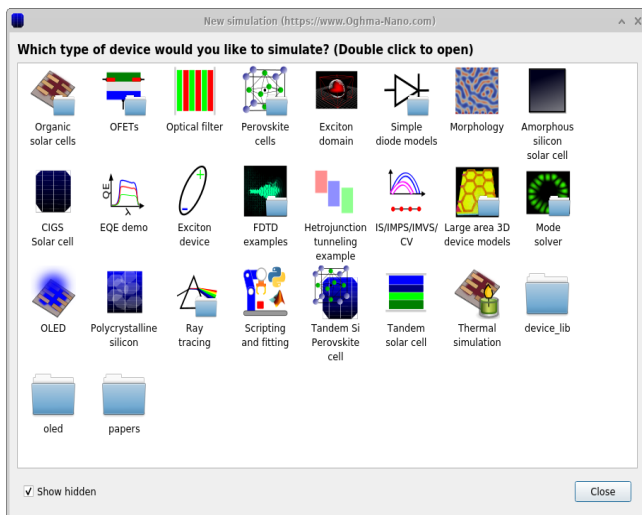 New simulation (https://www.Oghma-Nano.com)
Which type of device would you like to simulate? (Double click to open)
Organic
solar cells
OFETs
Optical filter
Perovskite
cells
Exciton
domain
Simple
diode models
Morphology
Amorphous
silicon
solar cell
CIGS
Solar cell
QE
λ
EQE demo
+
-
Exciton
device
FDTD
examples
Hetrojunction
tunneling
example
IS/IMPS/IMVS/
CV
Large area 3D
device models
Mode
solver
OLED
Polycrystalline
silicon
Ray
tracing
Scripting
and fitting
Tandem Si
Perovskite
cell
Tandem
solar cell
Thermal
simulation
device_lib
oled
papers
Show hidden
Close